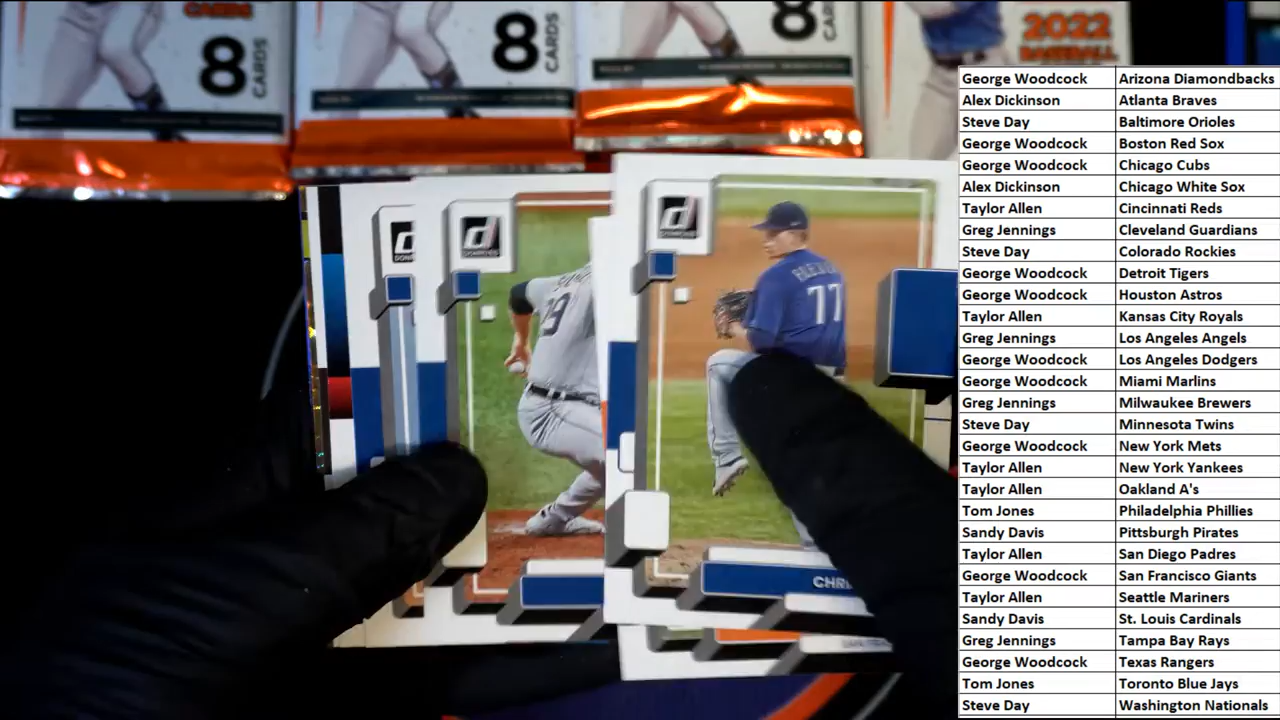 8
CARDS
8
CARDS
8
CARDS
2022
BASEBALL
DONRUSS
DONRUSS
77
CHRI
George Woodcock Arizona Diamondbacks
Alex Dickinson Atlanta Braves
Steve Day Baltimore Orioles
George Woodcock Boston Red Sox
George Woodcock Chicago Cubs
Alex Dickinson Chicago White Sox
Taylor Allen Cincinnati Reds
Greg Jennings Cleveland Guardians
Steve Day Colorado Rockies
George Woodcock Detroit Tigers
George Woodcock Houston Astros
Taylor Allen Kansas City Royals
Greg Jennings Los Angeles Angels
George Woodcock Los Angeles Dodgers
George Woodcock Miami Marlins
Greg Jennings Milwaukee Brewers
Steve Day Minnesota Twins
George Woodcock New York Mets
Taylor Allen New York Yankees
Taylor Allen Oakland A's
Tom Jones Philadelphia Phillies
Sandy Davis Pittsburgh Pirates
Taylor Allen San Diego Padres
George Woodcock San Francisco Giants
Taylor Allen Seattle Mariners
Sandy Davis St. Louis Cardinals
Greg Jennings Tampa Bay Rays
George Woodcock Texas Rangers
Tom Jones Toronto Blue Jays
Steve Day Washington Nationals